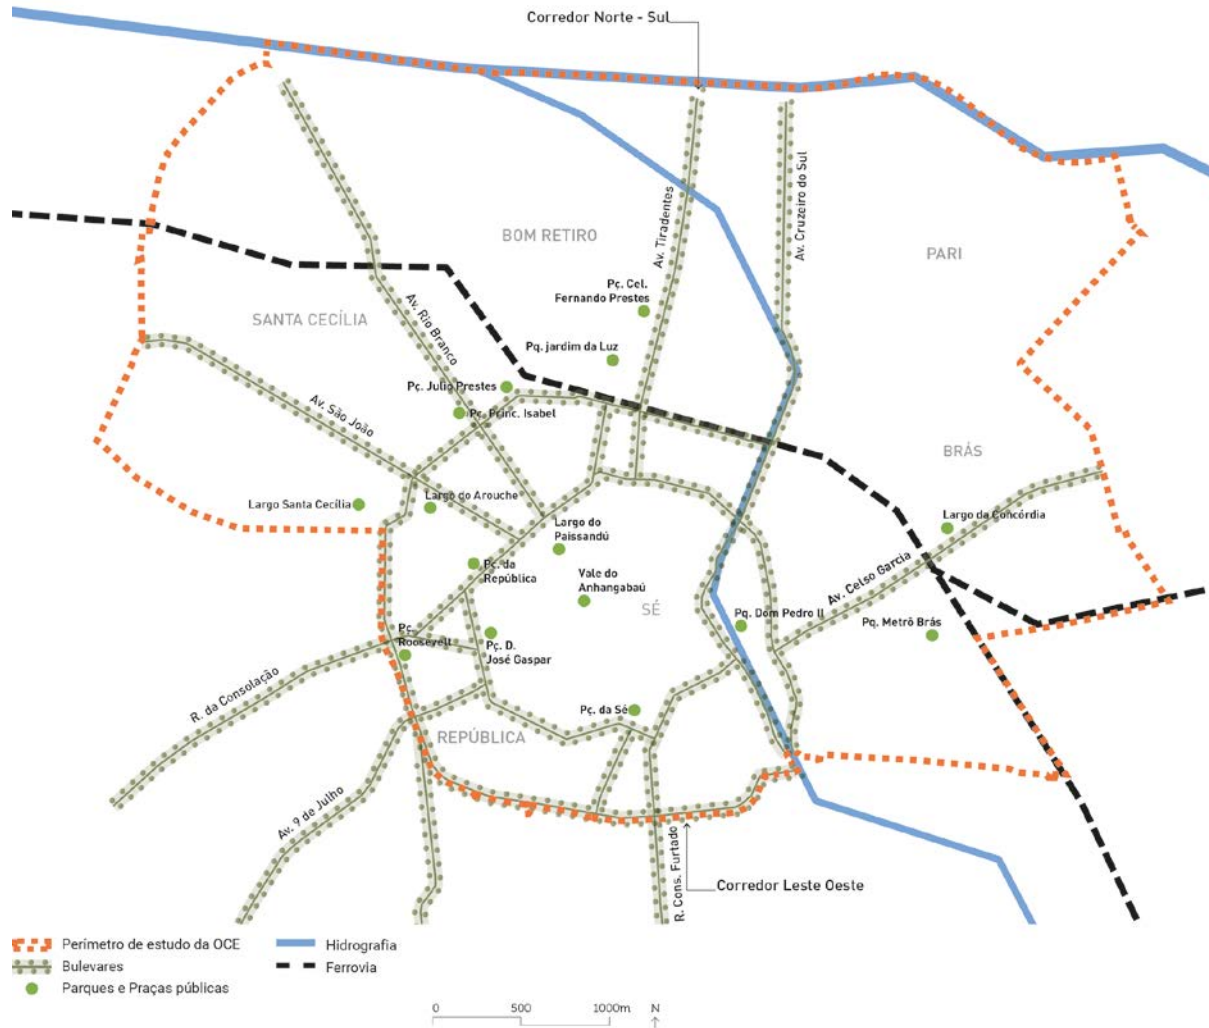 Corredor Norte - Sul
Av. Cruzeiro do Sul
Av. Tiradentes
BOM RETIRO
PARI
Pç. Cel.
Fernando Prestes
SANTA CECÍLIA
Av. Rio Branco
Pq. jardim da Luz
Pç. Julio Prestes
Pç. Princ. Isabel
Av. São João
BRÁS
Largo Santa Cecília
Largo do Arouche
Largo da Concórdia
Largo do
Paissandú
Pç. da
República
Vale do
Anhangabaú
SÉ
Av. Celso Garcia
Pq. Dom Pedro II
Pq. Metrô Brás
Pç.
Roosevelt
Pç. D.
José Gaspar
R. da Consolação
Pç. da Sé
REPÚBLICA
Av. 9 de Julho
R. Cons. Furtado
Corredor Leste Oeste
Perímetro de estudo da OCE
Hidrografia
Bulevares
Ferrovia
Parques e Praças públicas
0 500 1000m N